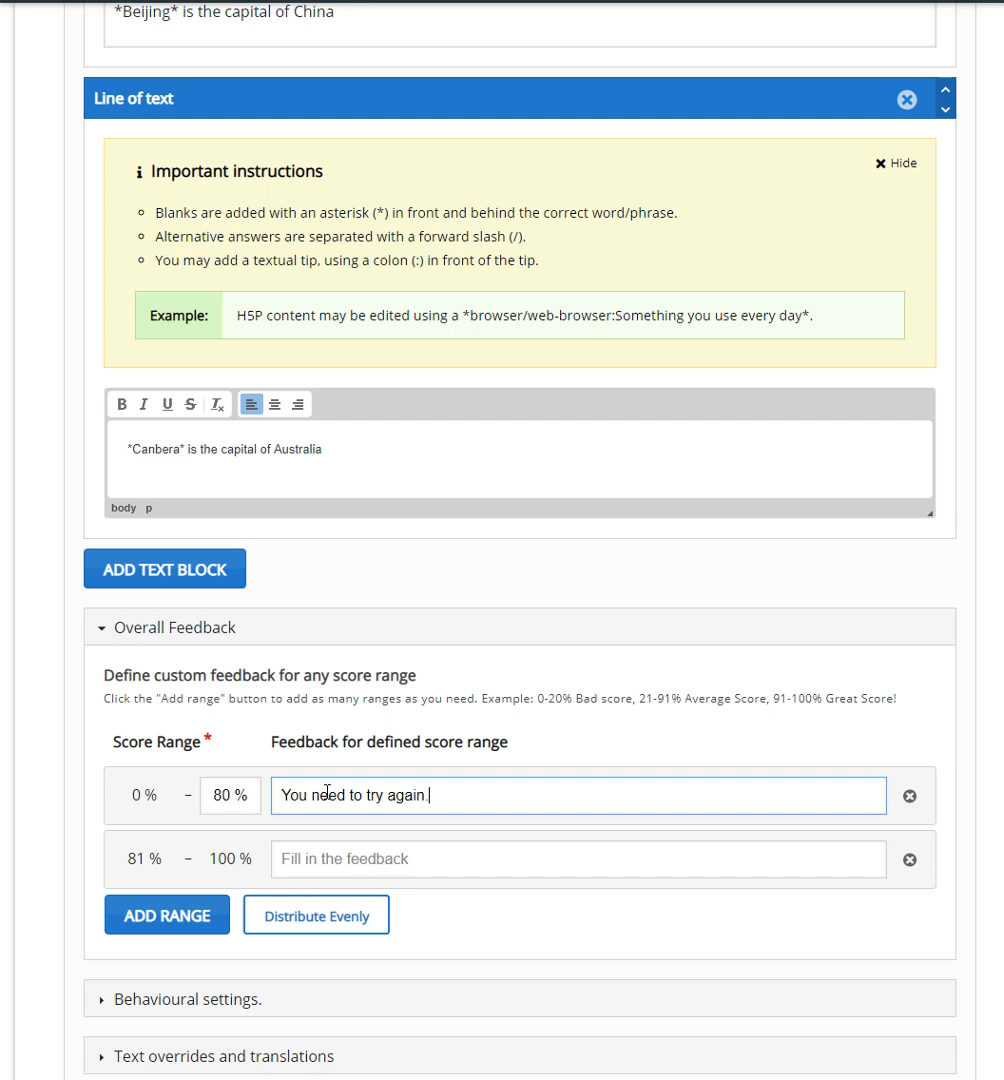 *Beijing* is the capital of China
Line of text
Important instructions
Hide
Blanks are added with an asterisk (*) in front and behind the correct word/phrase.
Alternative answers are separated with a forward slash (/).
You may add a textual tip, using a colon (:) in front of the tip.
Example: H5P content may be edited using a *browser/web-browser:Something you use every day*.
B I U S Tx
*Canbera* is the capital of Australia
body p
ADD TEXT BLOCK
Overall Feedback
Define custom feedback for any score range
Click the "Add range" button to add as many ranges as you need. Example: 0-20% Bad score, 21-91% Average Score, 91-100% Great Score!
Score Range * Feedback for defined score range
0 % – 80 % You need to try again.
81 % – 100 % Fill in the feedback
ADD RANGE Distribute Evenly
Behavioural settings.
Text overrides and translations